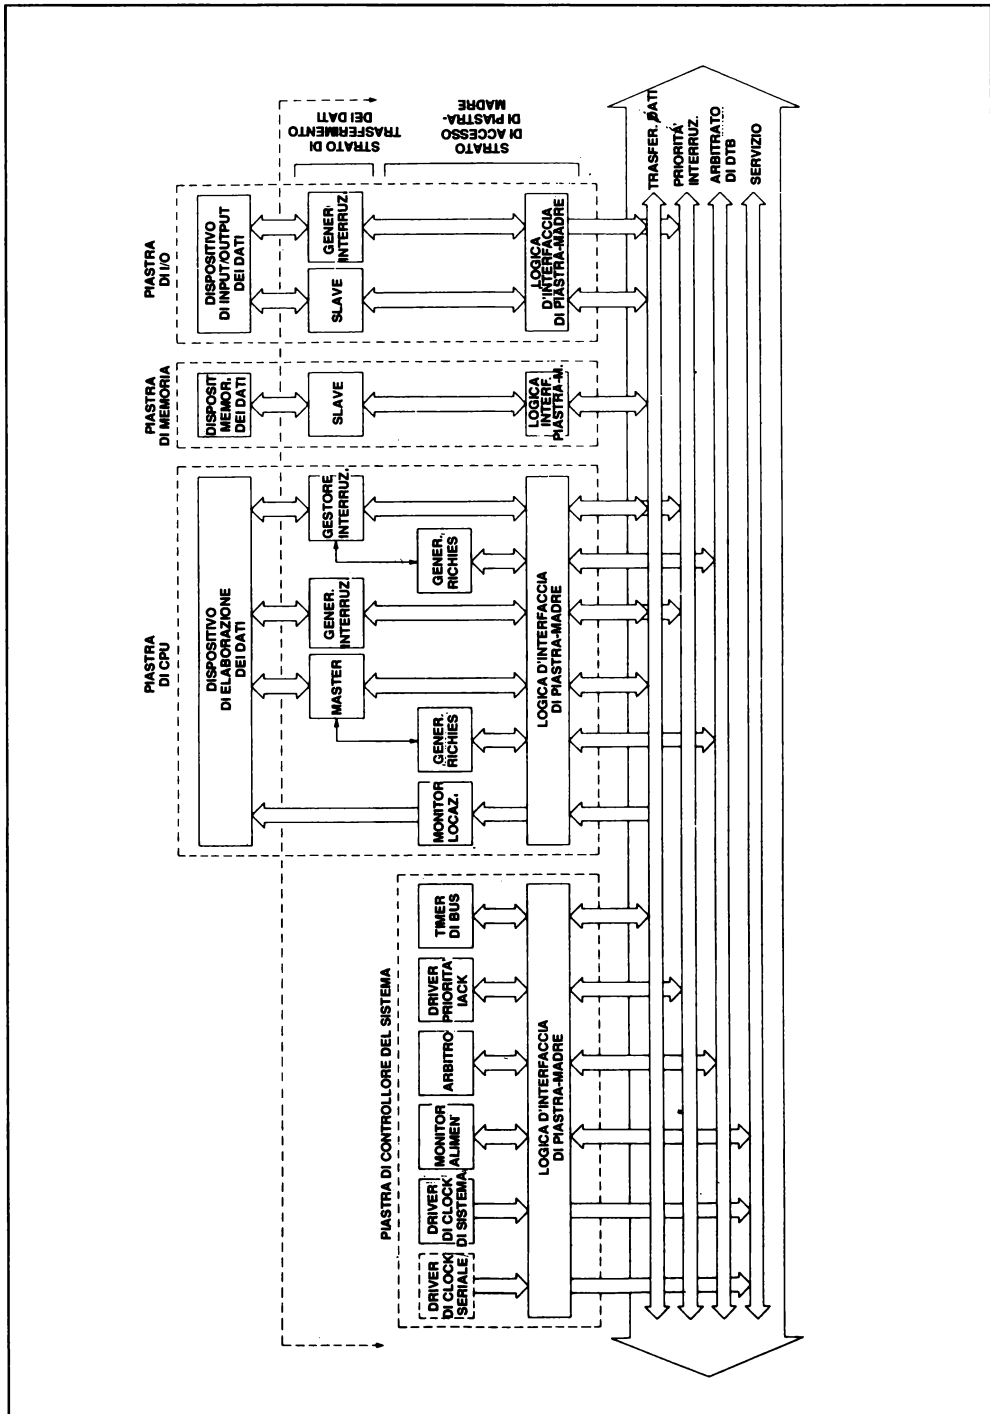 PIASTRA DI CONTROLLORE DEL SISTEMA
DRIVER
DI CLOCK
SERIALE
DRIVER
DI CLOCK
DI SISTEMA
MONITOR
ALIMEN
ARBITRO
DRIVER
PRIORITA'
IACK
TIMER
DI BUS
LOGICA D'INTERFACCIA
DI PIASTRA-MADRE
PIASTRA
DI CPU
DISPOSITIVO
DI ELABORAZIONE
DEI DATI
MONITOR
LOCAZ.
GENER.
RICHIES
MASTER
GENER.
INTERRUZ
GENER.
RICHIES
GESTORE
INTERRUZ.
LOGICA D'INTERFACCIA
DI PIASTRA-MADRE
PIASTRA
DI MEMORIA
DISPOSIT
MEMOR.
DEI DATI
SLAVE
LOGICA
INTERF.
PIASTRA-M.
PIASTRA
DI I/O
DISPOSITIVO
DI INPUT/OUTPUT
DEI DATI
SLAVE
GENER.
INTERRUZ.
LOGICA
D'INTERFACCIA
DI PIASTRA-MADRE
STRATO DI
TRASFERIMENTO
DEI DATI
STRATO
DI ACCESSO
DI PIASTRA-
MADRE
TRASFER. DATI
PRIORITA'
INTERRUZ.
ARBITRATO
DI DTB
SERVIZIO